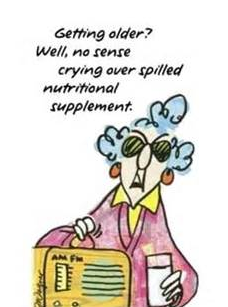 Getting older?
Well, no sense
crying over spilled
nutritional
supplement.
AM FM